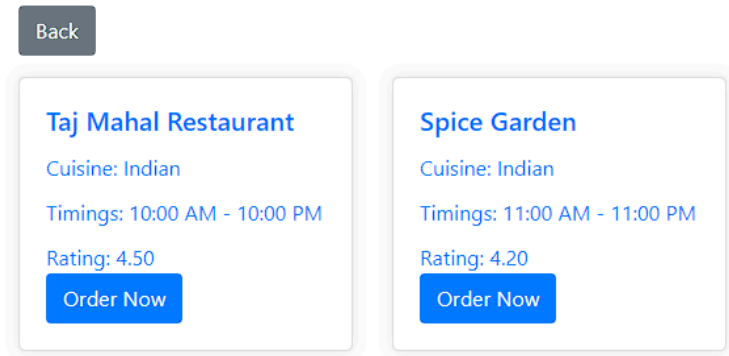 Back
Taj Mahal Restaurant
Cuisine: Indian
Timings: 10:00 AM - 10:00 PM
Rating: 4.50
Order Now
Spice Garden
Cuisine: Indian
Timings: 11:00 AM - 11:00 PM
Rating: 4.20
Order Now